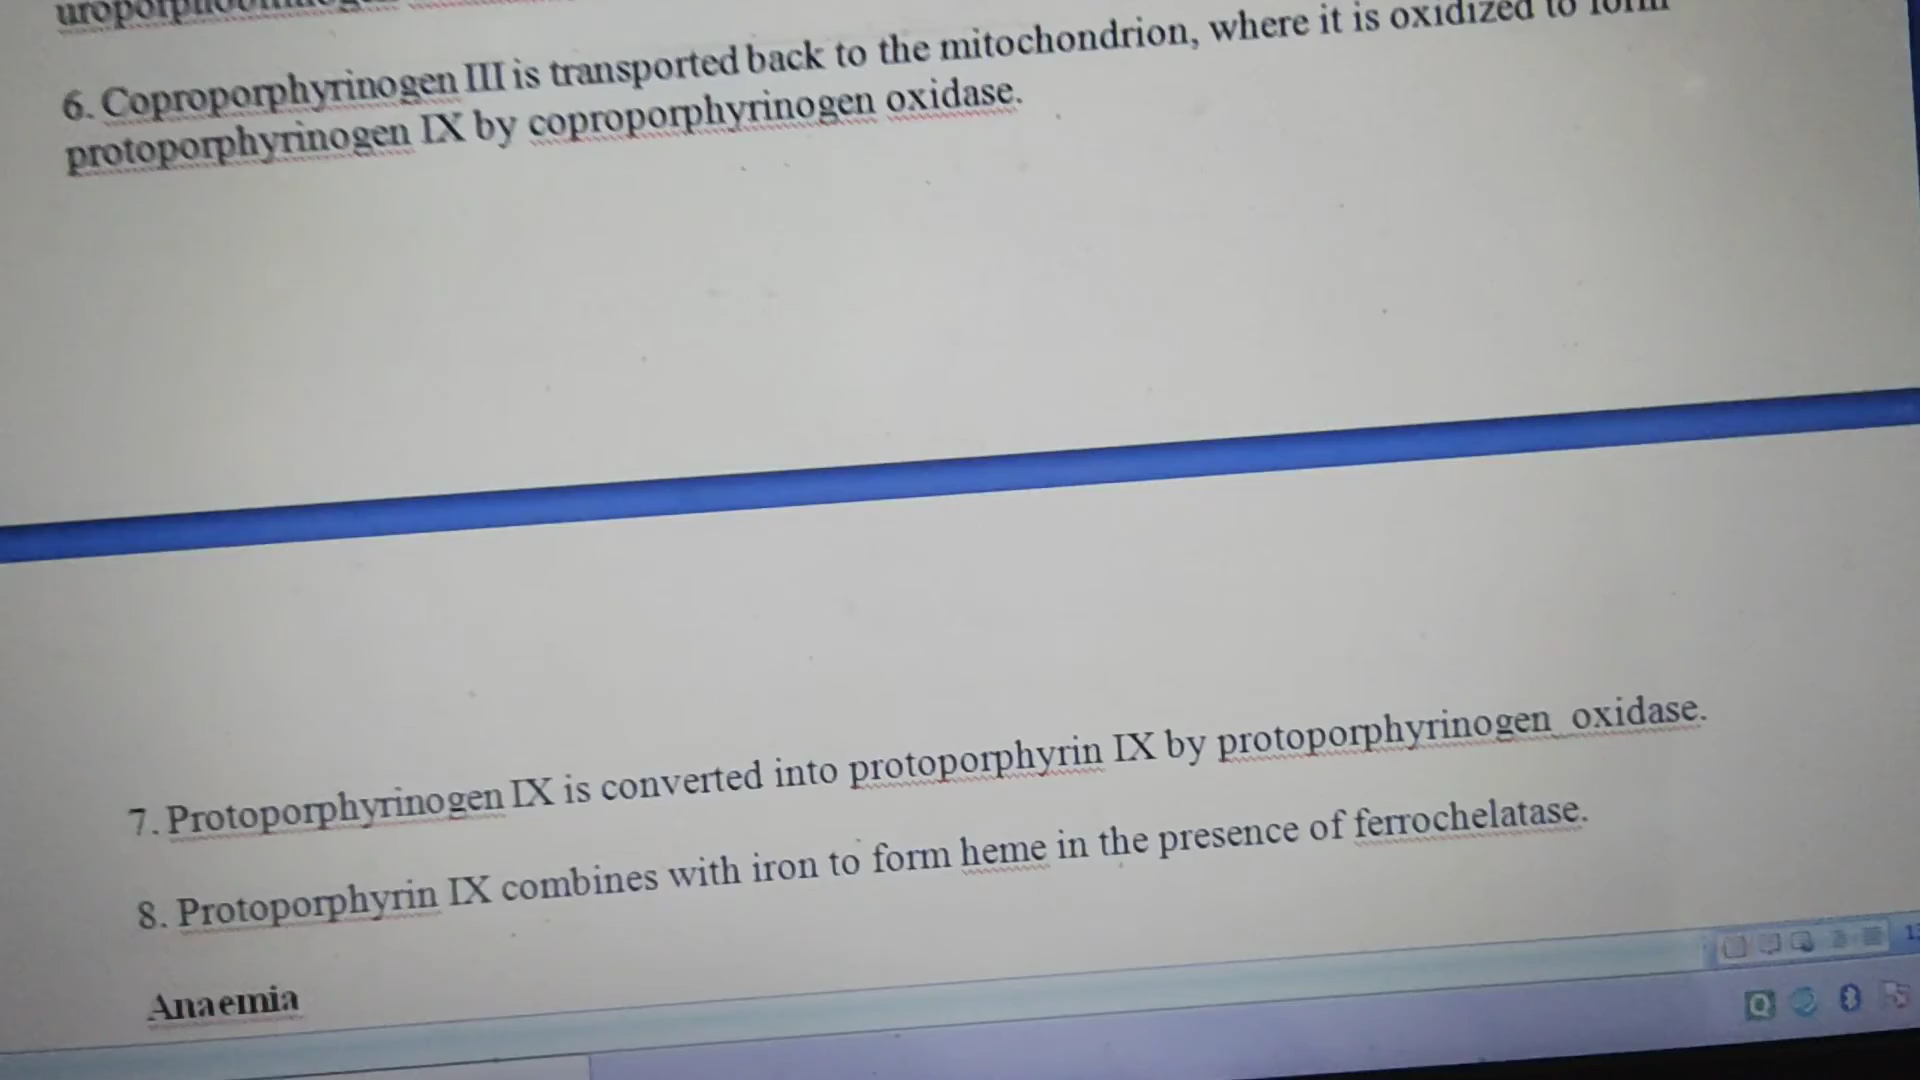 6. Coproporphyrinogen III is transported back to the mitochondrion, where it is oxidized to form
protoporphyrinogen IX by coproporphyrinogen oxidase.
7. Protoporphyrinogen IX is converted into protoporphyrin IX by protoporphyrinogen oxidase.
8. Protoporphyrin IX combines with iron to form heme in the presence of ferrochelatase.
Anaemia